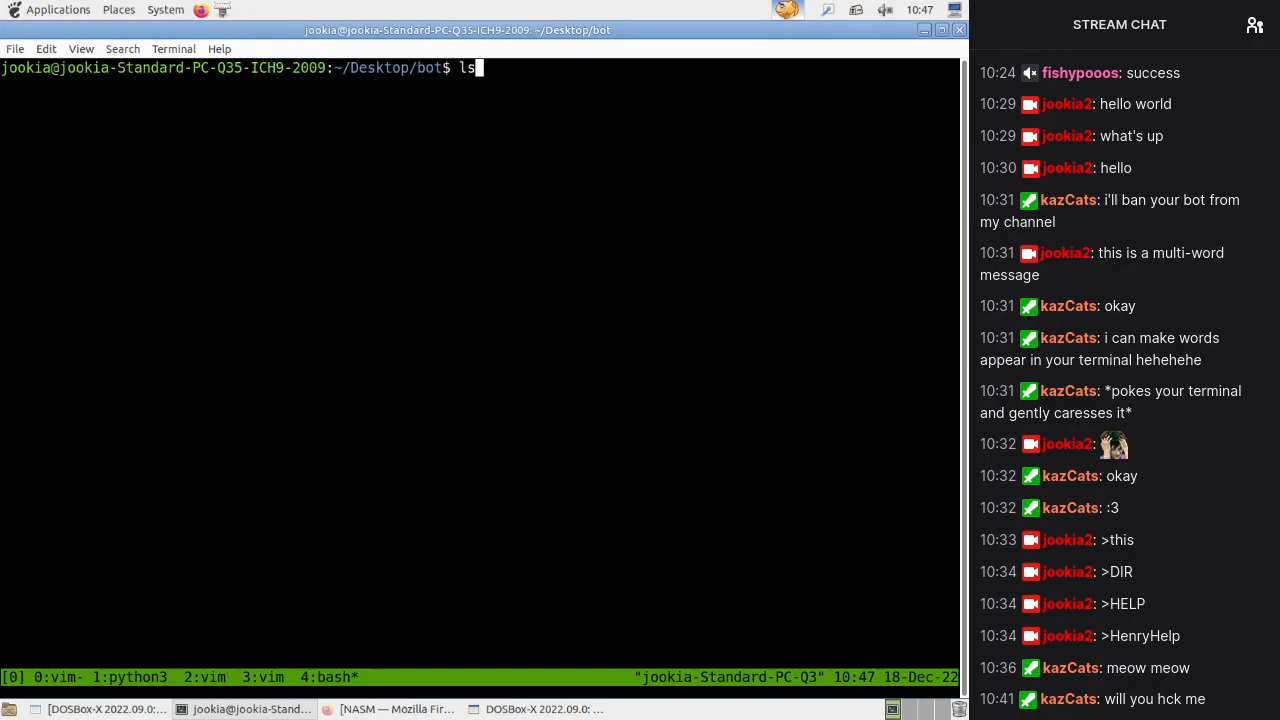 Applications Places System 10:47
jookia@jookia-Standard-PC-Q35-ICH9-2009: ~/Desktop/bot
File Edit View Search Terminal Help
jookia@jookia-Standard-PC-Q35-ICH9-2009:~/Desktop/bot$ ls
[0] 0:vim- 1:python3 2:vim 3:vim 4:bash* "jookia-Standard-PC-Q3" 10:47 18-Dec-22
[DOSBox-X 2022.09.0:... jookia@jookia-Stand... [NASM — Mozilla Fir... DOSBox-X 2022.09.0: ...
STREAM CHAT
10:24 fishypooos: success
10:29 jookia2: hello world
10:29 jookia2: what's up
10:30 jookia2: hello
10:31 kazCats: i'll ban your bot from
my channel
10:31 jookia2: this is a multi-word
message
10:31 kazCats: okay
10:31 kazCats: i can make words
appear in your terminal hehehehe
10:31 kazCats: *pokes your terminal
and gently caresses it*
10:32 jookia2:
10:32 kazCats: okay
10:32 kazCats: :3
10:33 jookia2: >this
10:34 jookia2: >DIR
10:34 jookia2: >HELP
10:34 jookia2: >HenryHelp
10:36 kazCats: meow meow
10:41 kazCats: will you hck me